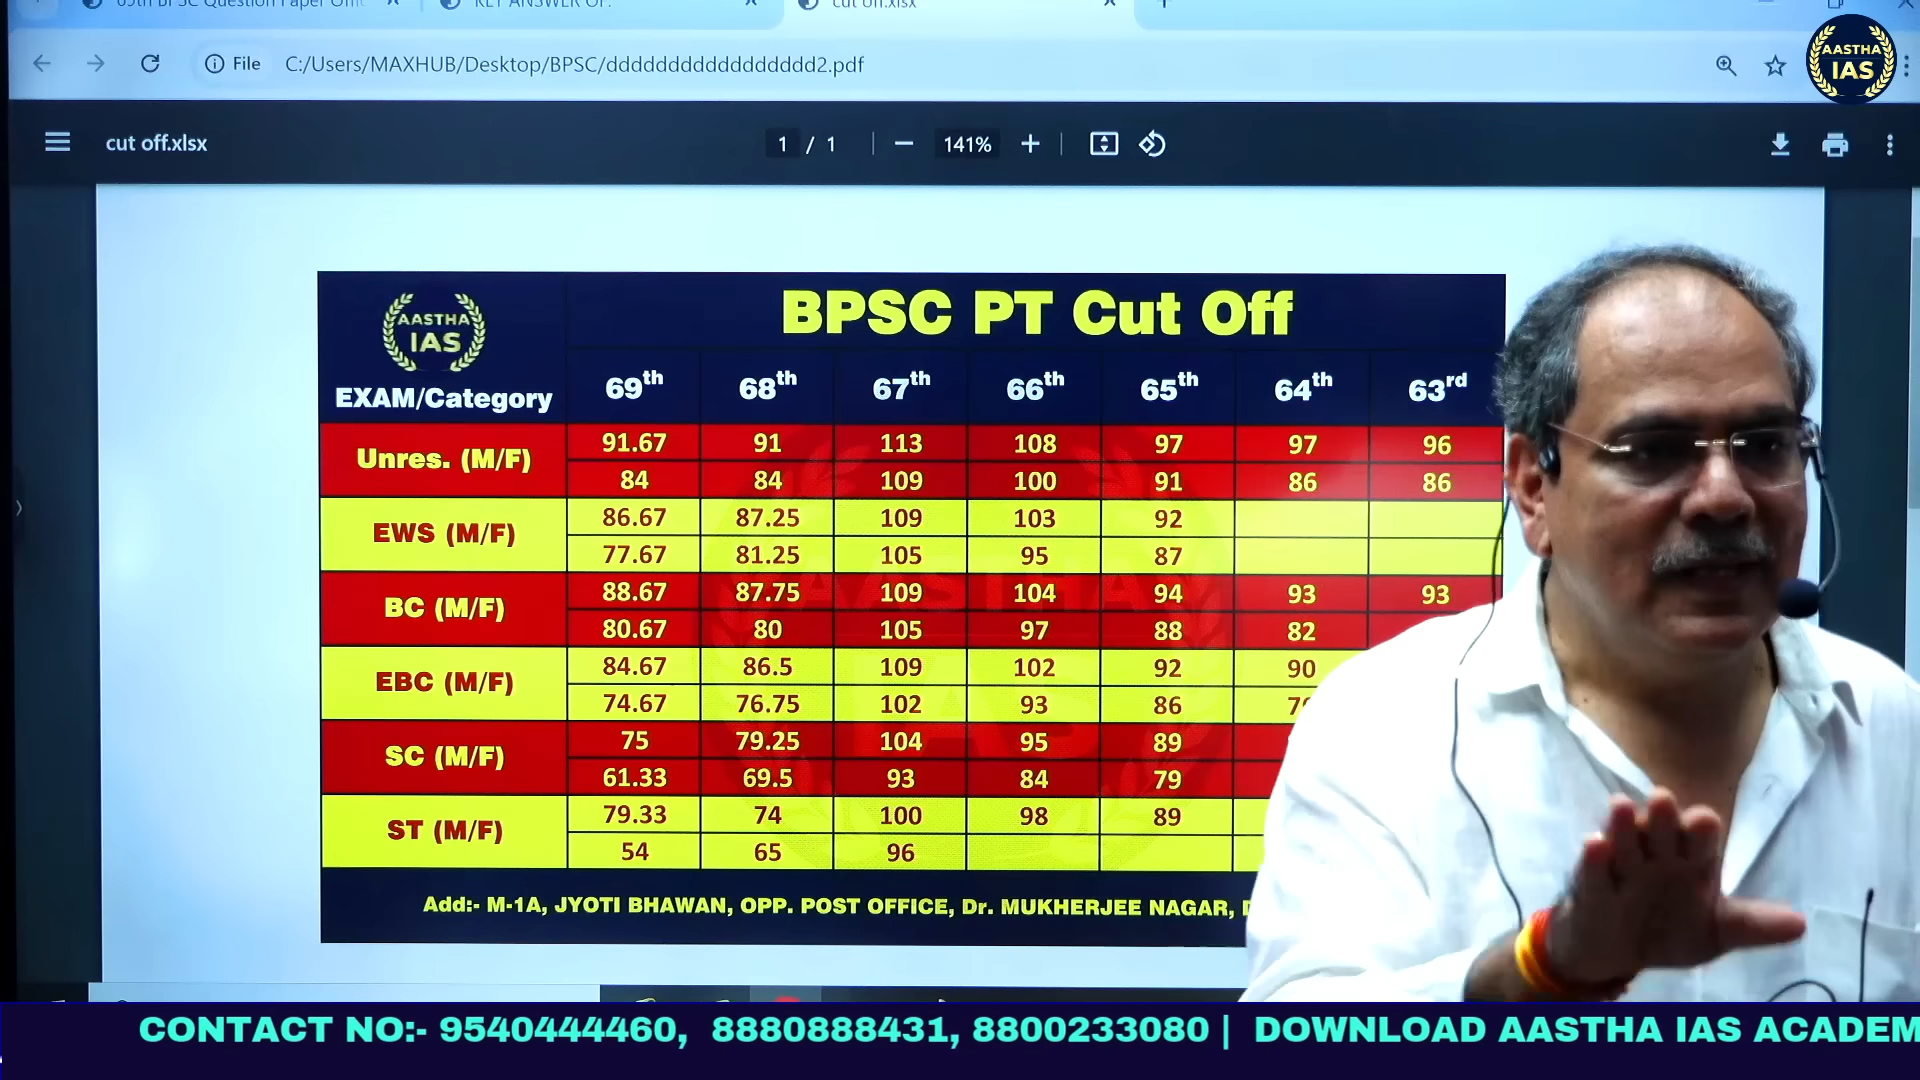 cut off.xlsx
AASTHA
IAS
File C:/Users/MAXHUB/Desktop/BPSC/ddddddddddddddddd2.pdf
cut off.xlsx 1 / 1 141%
AASTHA
IAS
BPSC PT Cut Off
EXAM/Category 69th 68th 67th 66th 65th 64th 63rd
Unres. (M/F) 91.67 91 113 108 97 97 96
84 84 109 100 91 86 86
EWS (M/F) 86.67 87.25 109 103 92
77.67 81.25 105 95 87
BC (M/F) 88.67 87.75 109 104 94 93 93
80.67 80 105 97 88 82
EBC (M/F) 84.67 86.5 109 102 92 90
74.67 76.75 102 93 86
SC (M/F) 75 79.25 104 95 89
61.33 69.5 93 84 79
ST (M/F) 79.33 74 100 98 89
54 65 96
Add:- M-1A, JYOTI BHAWAN, OPP. POST OFFICE, Dr. MUKHERJEE NAGAR,
CONTACT NO:- 9540444460, 8880888431, 8800233080 | DOWNLOAD AASTHA IAS ACADEM